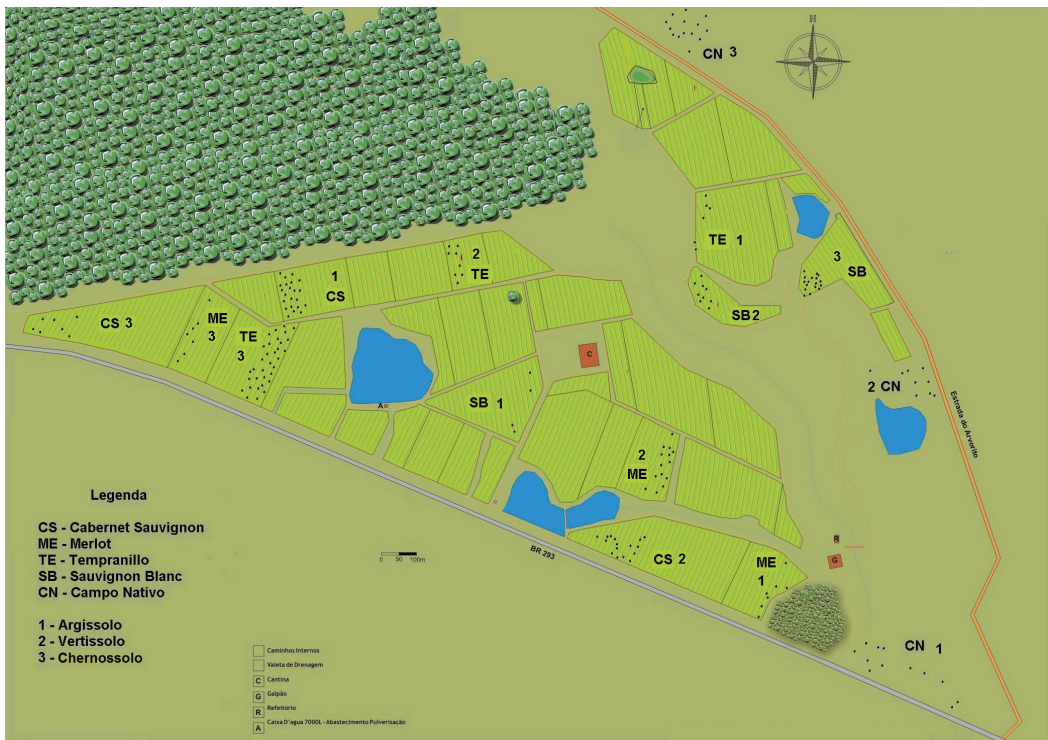 N
CN 3
TE 1
3
SB
SB2
2
TE
1
CS
CS 3
ME
3
TE
3
C
2 CN
Estrada do Arvorito
A
SB 1
2
ME
R
G
CS 2
ME
1
BR 293
0 50 100m
CN 1
Legenda
CS - Cabernet Sauvignon
ME - Merlot
TE - Tempranillo
SB - Sauvignon Blanc
CN - Campo Nativo
1 - Argissolo
2 - Vertissolo
3 - Chernossolo
Caminhos Internos
Valeta de Drenagem
C Cantina
G Galpão
R Refeitório
A Caixa D'agua 7000L - Abastecimento Pulverisação